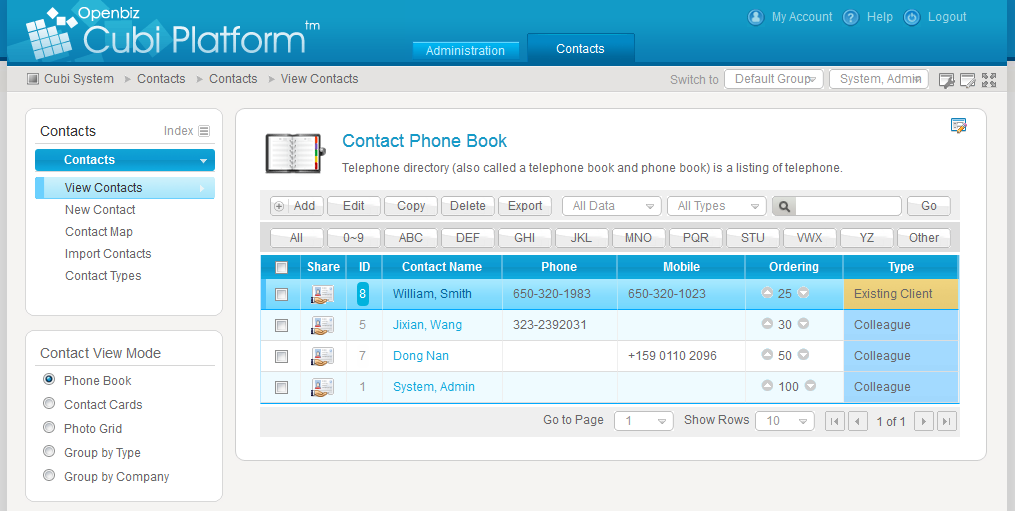 Openbiz
Cubi Platform™
My Account Help Logout
Administration Contacts
Cubi System Contacts Contacts View Contacts
Switch to Default Group System, Admin
Contacts Index
Contacts
View Contacts
New Contact
Contact Map
Import Contacts
Contact Types
Contact View Mode
Phone Book
Contact Cards
Photo Grid
Group by Type
Group by Company
Contact Phone Book
Telephone directory (also called a telephone book and phone book) is a listing of telephone.
Add Edit Copy Delete Export All Data All Types Go
All 0~9 ABC DEF GHI JKL MNO PQR STU VWX YZ Other
Share ID Contact Name Phone Mobile Ordering Type
8 William, Smith 650-320-1983 650-320-1023 25 Existing Client
5 Jixian, Wang 323-2392031 30 Colleague
7 Dong Nan +159 0110 2096 50 Colleague
1 System, Admin 100 Colleague
Go to Page 1 Show Rows 10 1 of 1